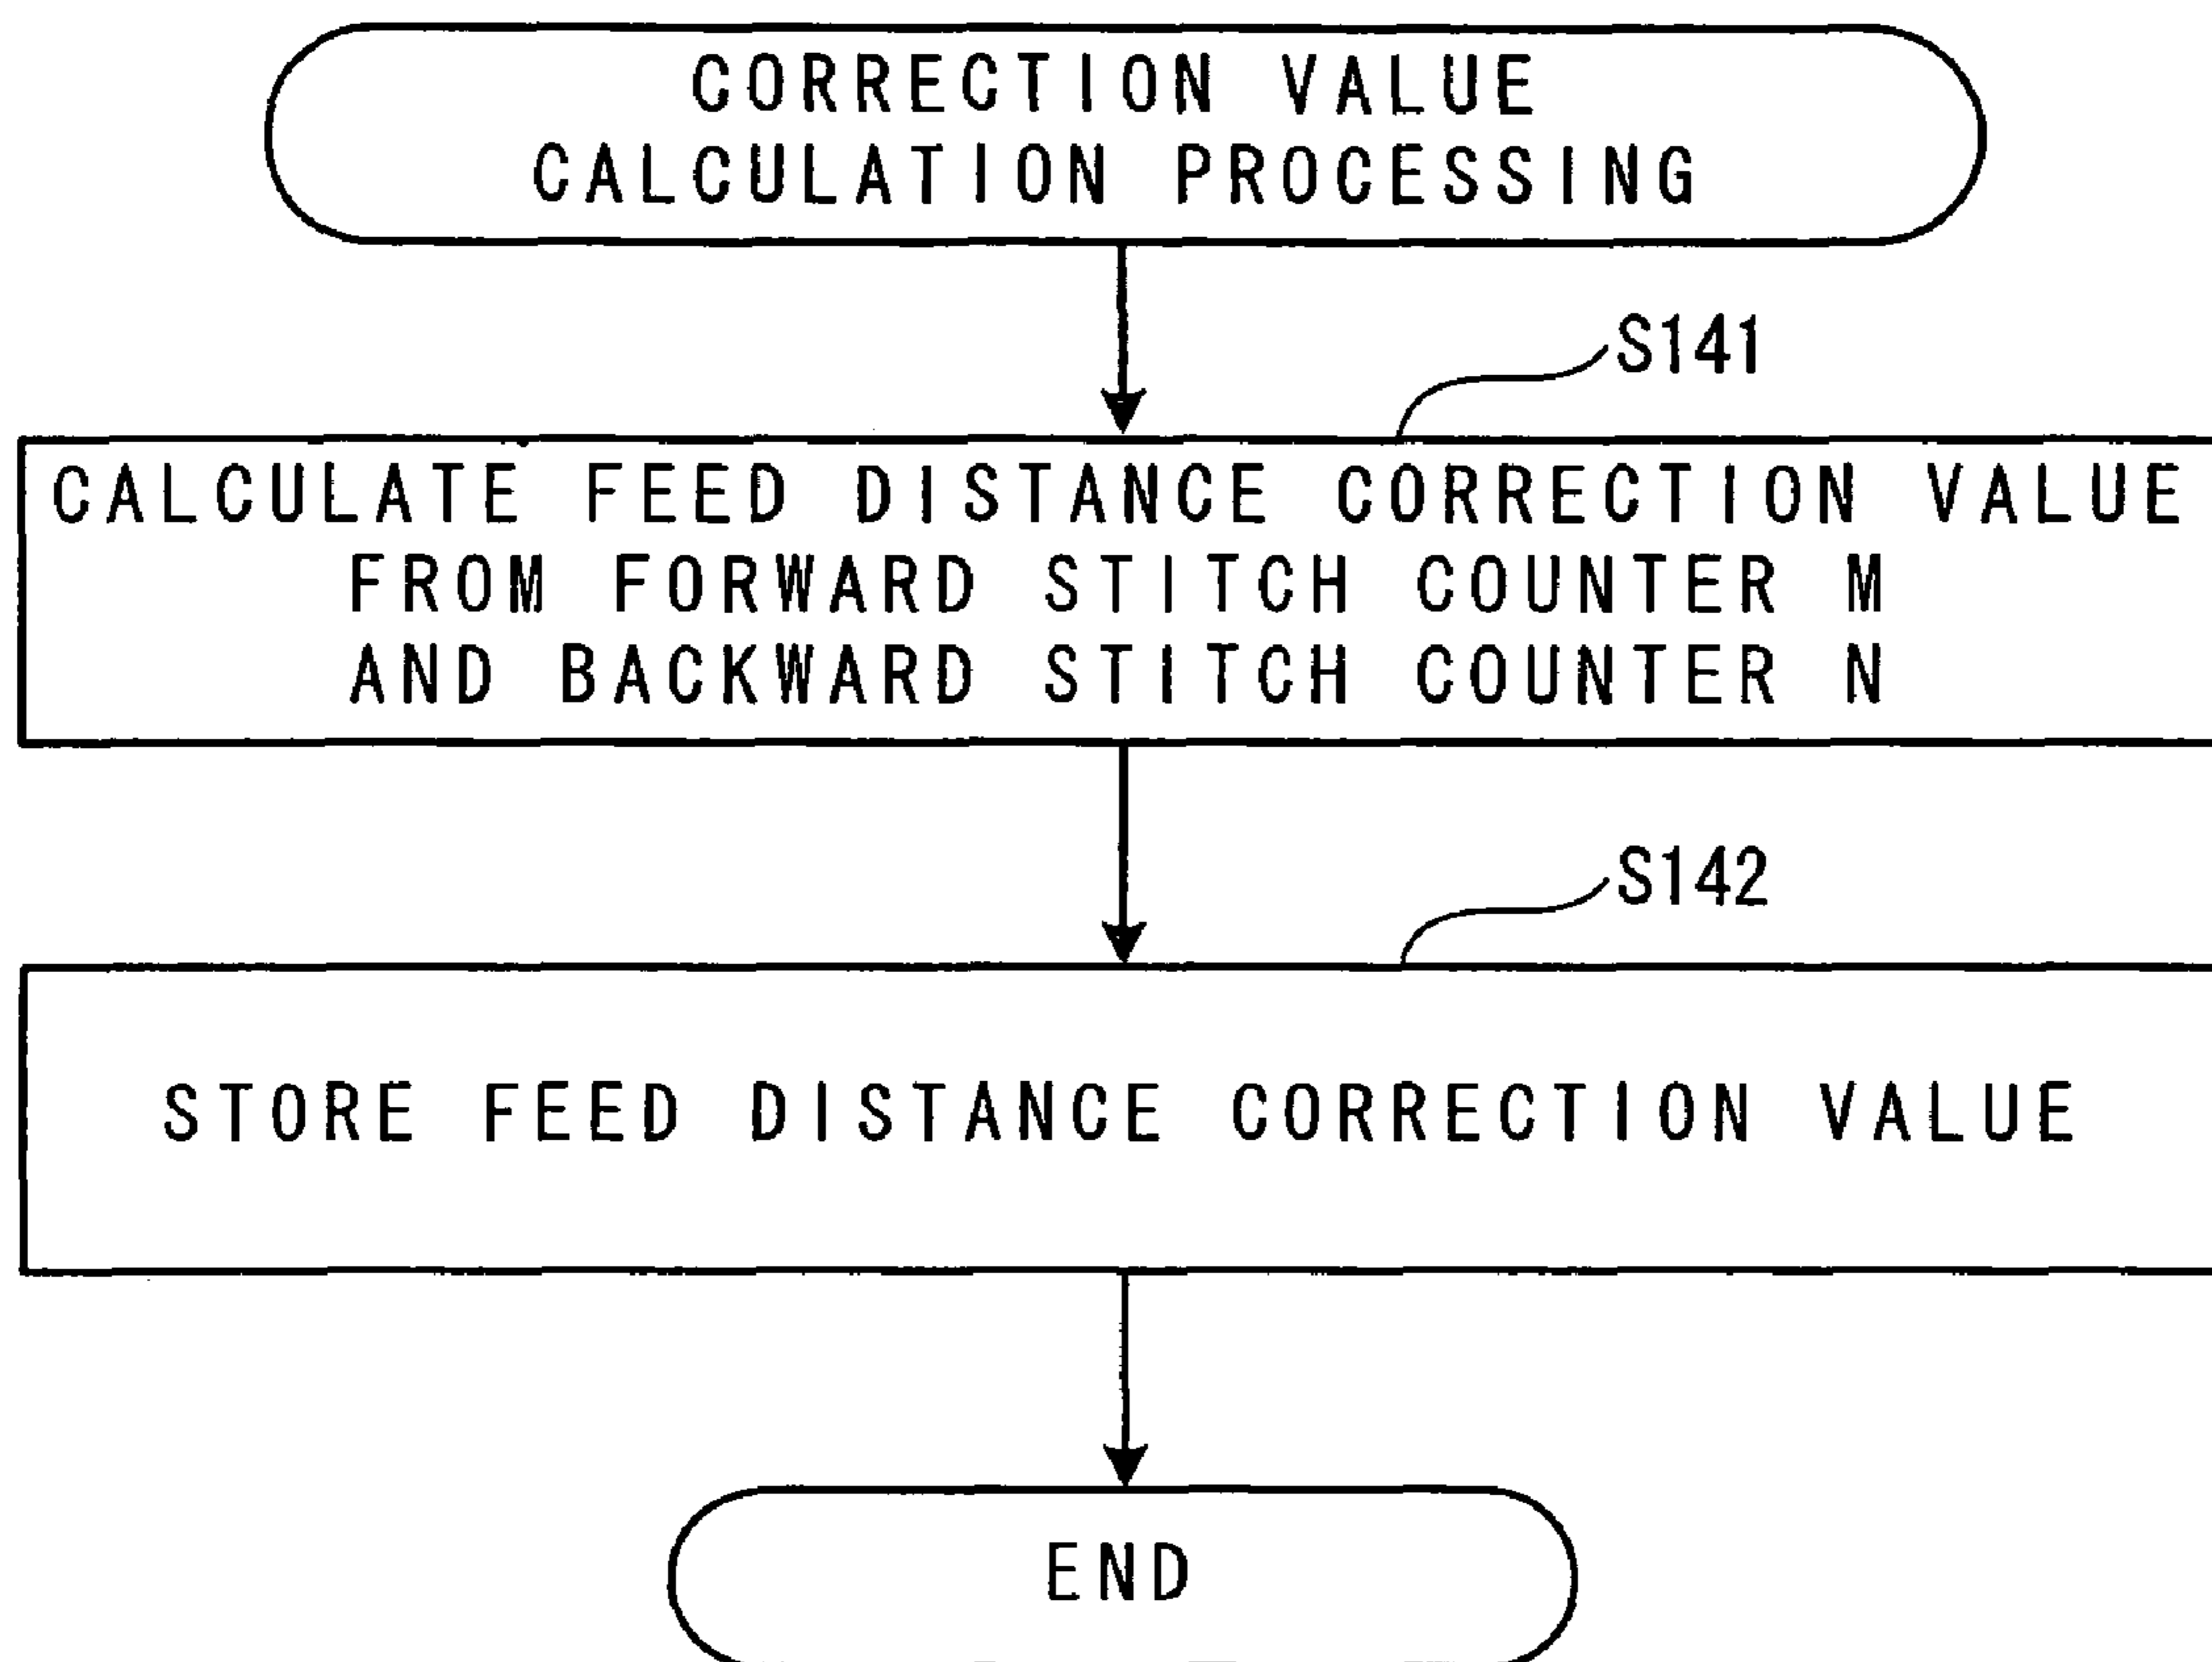 CORRECTION VALUE
CALCULATION PROCESSING
S141
CALCULATE FEED DISTANCE CORRECTION VALUE
FROM FORWARD STITCH COUNTER M
AND BACKWARD STITCH COUNTER N
S142
STORE FEED DISTANCE CORRECTION VALUE
END